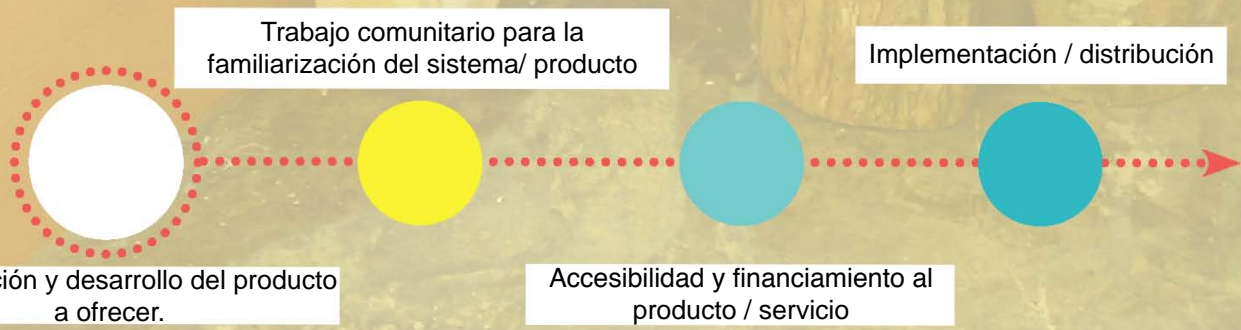 Trabajo comunitario para la
familiarización del sistema/ producto
Implementación / distribución
ción y desarrollo del producto
a ofrecer.
Accesibilidad y financiamiento al
producto / servicio